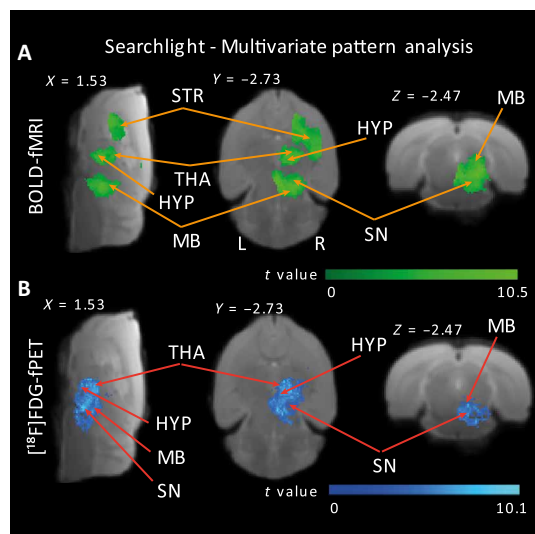 Searchlight - Multivariate pattern analysis
A
X = 1.53
Y = −2.73
Z = −2.47
STR
MB
HYP
BOLD-fMRI
THA
HYP
MB
L
R
SN
t value
0
10.5
B
X = 1.53
Y = −2.73
Z = −2.47
THA
HYP
MB
[¹⁸F]FDG-fPET
HYP
MB
SN
SN
t value
0
10.1